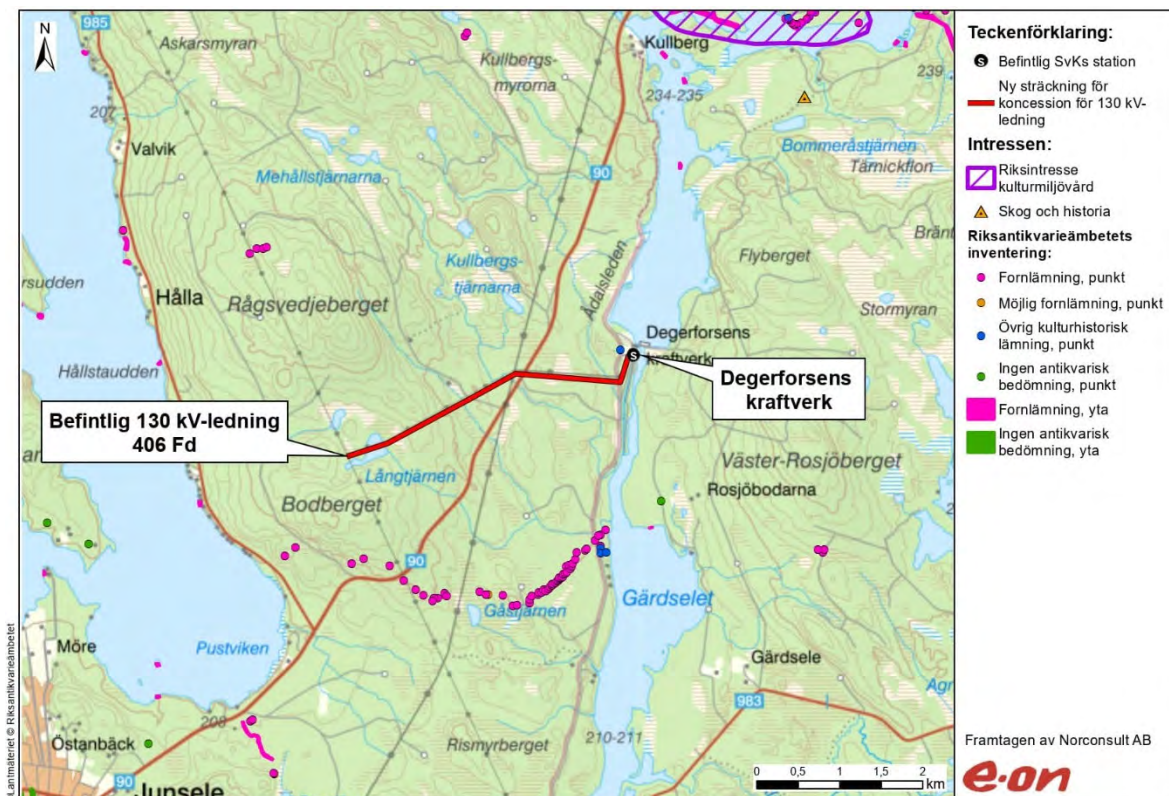 N
985
Askarsmyran
207
Valvik
Mehållstjärnarna
Kullbergs-
myrorna
90
Kullberg
234-235
239
Bommeråstjärnen
Tärnickflon
Flyberget
Bränt
Stormyran
rsudden
Hålla
Rågsvedjeberget
Kullbergs-
tjärnarna
Ådalsleden
Degerforsens
kraftverk
S
Hållstaudden
Befintlig 130 kV-ledning
406 Fd
Degerforsens
kraftverk
Långtjärnen
Bodberget
Väster-Rosjöberget
Rosjöbodarna
90
Gåstjärnen
Gärdselet
Möre
Pustviken
Gärdsele
983
Agr
208
Östanbäck
Rismyrberget
210-211
90
Junsele
0 0,5 1 2
km
Lantmäteriet © Riksantikvarieämbetet
Teckenförklaring:
S Befintlig SvKs station
Ny sträckning för
koncession för 130 kV-
ledning
Intressen:
Riksintresse
kulturmiljövård
Skog och historia
Riksantikvarieämbetets
inventering:
Fornlämning, punkt
Möjlig fornlämning, punkt
Övrig kulturhistorisk
lämning, punkt
Ingen antikvarisk
bedömning, punkt
Fornlämning, yta
Ingen antikvarisk
bedömning, yta
Framtagen av Norconsult AB
e-on